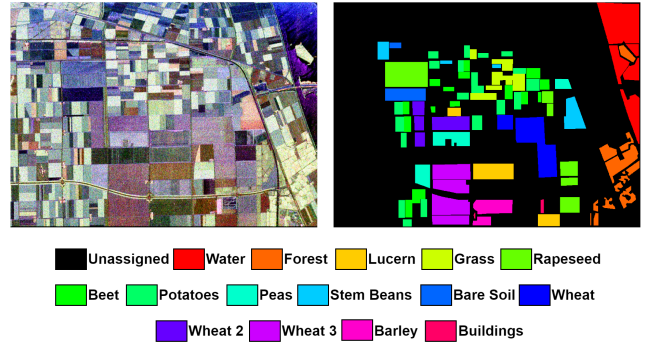 Unassigned Water Forest Lucern Grass Rapeseed
Beet Potatoes Peas Stem Beans Bare Soil Wheat
Wheat 2 Wheat 3 Barley Buildings